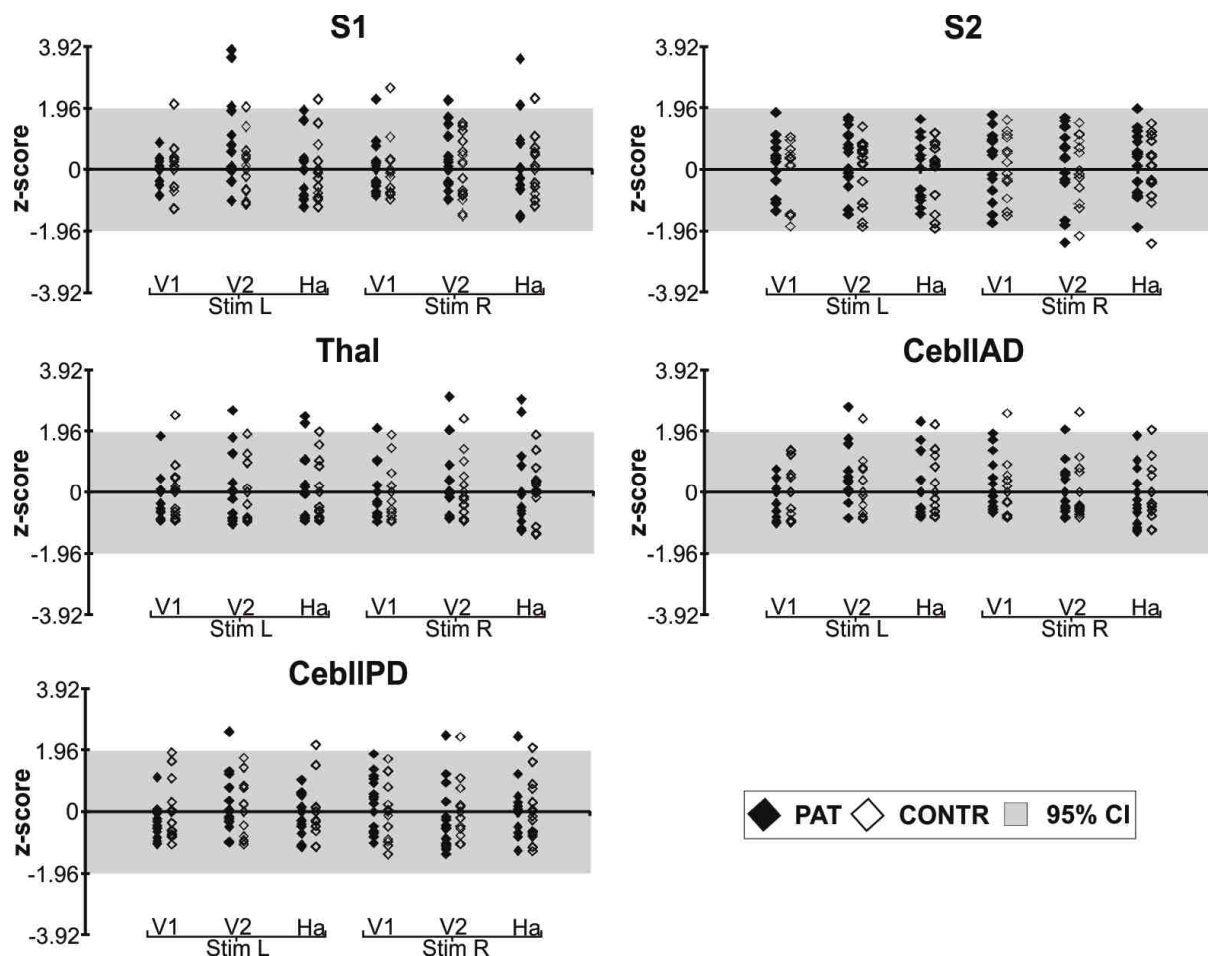 S1
3.92
1.96
0
-1.96
-3.92
z-score
V1 V2 Ha V1 V2 Ha
Stim L Stim R
S2
3.92
1.96
0
-1.96
-3.92
z-score
V1 V2 Ha V1 V2 Ha
Stim L Stim R
Thal
3.92
1.96
0
-1.96
-3.92
z-score
V1 V2 Ha V1 V2 Ha
Stim L Stim R
CebIIAD
3.92
1.96
0
-1.96
-3.92
z-score
V1 V2 Ha V1 V2 Ha
Stim L Stim R
CebIIPD
3.92
1.96
0
-1.96
-3.92
z-score
V1 V2 Ha V1 V2 Ha
Stim L Stim R
PAT CONTR 95% CI